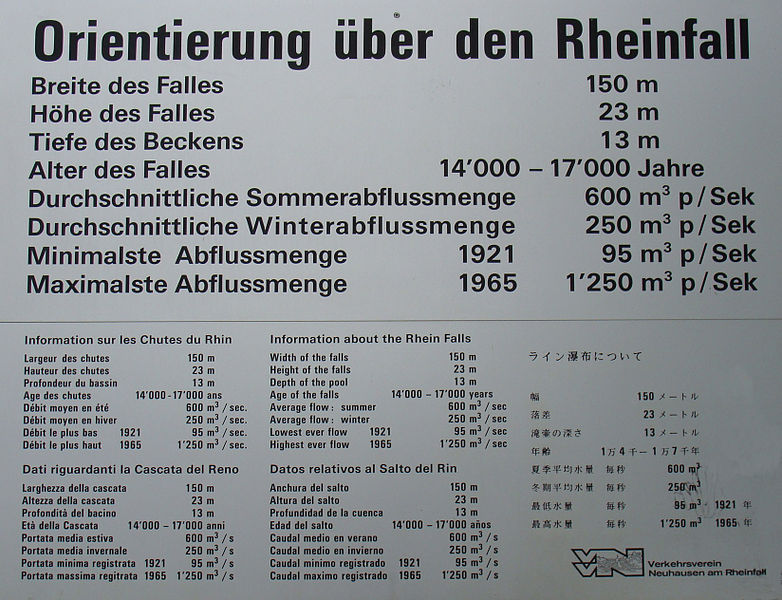 Orientierung über den Rheinfall
Breite des Falles 150 m
Höhe des Falles 23 m
Tiefe des Beckens 13 m
Alter des Falles 14'000 – 17'000 Jahre
Durchschnittliche Sommerabflussmenge 600 m³ p/Sek
Durchschnittliche Winterabflussmenge 250 m³ p/Sek
Minimalste Abflussmenge 1921 95 m³ p/Sek
Maximalste Abflussmenge 1965 1'250 m³ p/Sek
Information sur les Chutes du Rhin
Largeur des chutes 150 m
Hauteur des chutes 23 m
Profondeur du bassin 13 m
Age des chutes 14'000-17'000 ans
Débit moyen en été 600 m³/sec.
Débit moyen en hiver 250 m³/sec.
Débit le plus bas 1921 95 m³/sec.
Débit le plus haut 1965 1'250 m³/sec.
Information about the Rhein Falls
Width of the falls 150 m
Height of the falls 23 m
Depth of the pool 13 m
Age of the falls 14'000 – 17'000 years
Average flow: summer 600 m³/sec
Average flow: winter 250 m³/sec
Lowest ever flow 1921 95 m³/sec
Highest ever flow 1965 1'250 m³/sec
ライン瀑布について
幅 150 メートル
落差 23 メートル
滝壷の深さ 13 メートル
年齢 1万4千ー1万7千年
夏季平均水量 毎秒 600 m³
冬期平均水量 毎秒 250 m³
最低水量 毎秒 95 m³ 1921 年
最高水量 毎秒 1'250 m³ 1965 年
Dati riguardanti la Cascata del Reno
Larghezza della cascata 150 m
Altezza della cascata 23 m
Profondità del bacino 13 m
Età della Cascata 14'000 –17'000 anni
Portata media estiva 600 m³/s
Portata media invernale 250 m³/s
Portata minima registrata 1921 95 m³/s
Portata massima regitrata 1965 1'250 m³/s
Datos relativos al Salto del Rin
Anchura del salto 150 m
Altura del salto 23 m
Profundidad de la cuenca 13 m
Edad del salto 14'000 – 17'000 años
Caudal medio en verano 600 m³/s
Caudal medio en invierno 250 m³/s
Caudal minimo registrado 1921 95 m³/s
Caudal maximo registrado 1965 1'250 m³/s
VVN
Verkehrsverein
Neuhausen am Rheinfall